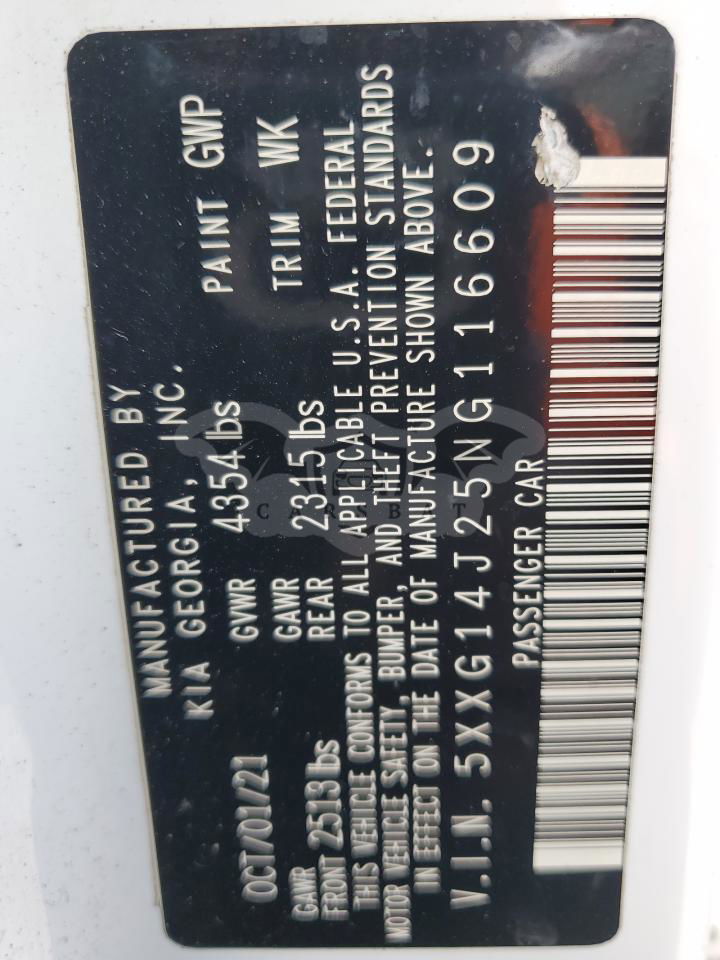 MANUFACTURED BY
KIA GEORGIA, INC.
OCT/01/21 GVWR 4354 lbs PAINT GWP
GAWR FRONT 2513 lbs GAWR REAR 2315 lbs TRIM WK
THIS VEHICLE CONFORMS TO ALL APPLICABLE U.S.A. FEDERAL
MOTOR VEHICLE SAFETY, BUMPER, AND THEFT PREVENTION STANDARDS
IN EFFECT ON THE DATE OF MANUFACTURE SHOWN ABOVE.
V.I.N. 5XXG14J25NG116609
PASSENGER CAR
CARSBAT